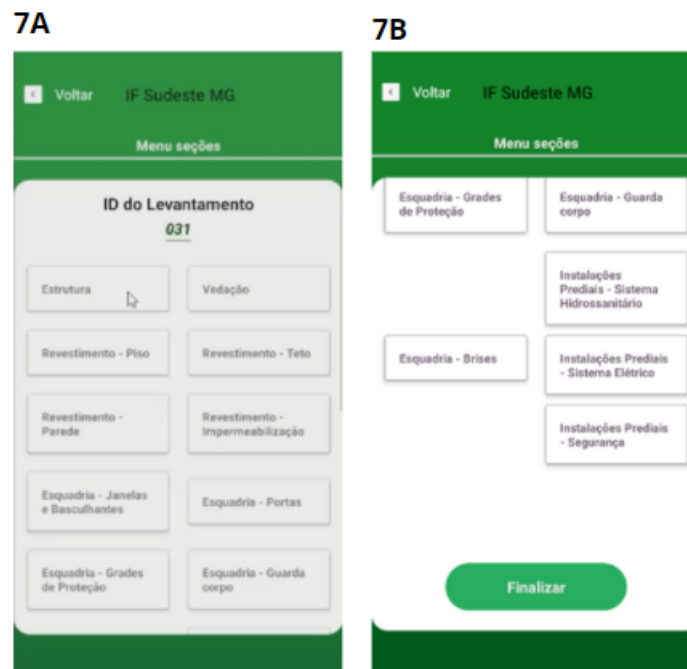 7A
Voltar IF Sudeste MG
Menu seções
ID do Levantamento
031
Estrutura
Vedação
Revestimento - Piso
Revestimento - Teto
Revestimento -
Parede
Revestimento -
Impermeabilização
Esquadria - Janelas
e Basculhantes
Esquadria - Portas
Esquadria - Grades
de Proteção
Esquadria - Guarda
corpo
7B
Voltar IF Sudeste MG
Menu seções
Esquadria - Grades
de Proteção
Esquadria - Guarda
corpo
Instalações
Prediais - Sistema
Hidrossanitário
Esquadria - Brises
Instalações Prediais
- Sistema Elétrico
Instalações Prediais
- Segurança
Finalizar